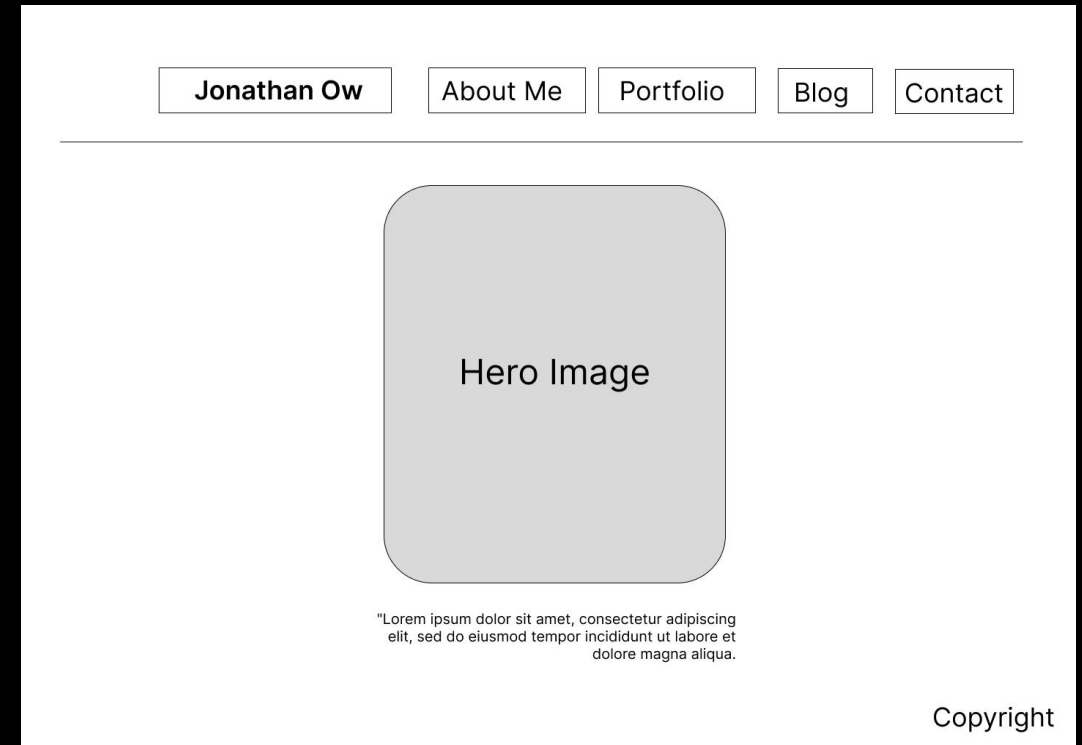 Jonathan Ow
About Me
Portfolio
Blog
Contact
Hero Image
"Lorem ipsum dolor sit amet, consectetur adipiscing
elit, sed do eiusmod tempor incididunt ut labore et
dolore magna aliqua.
Copyright